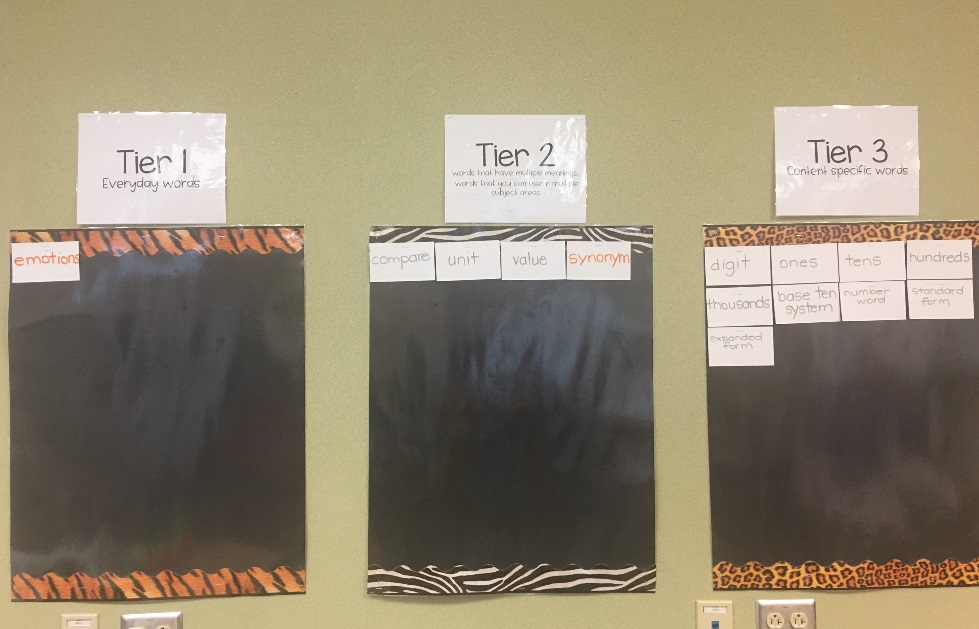 Tier 1
Everyday words
emotions
Tier 2
words that have multiple meanings,
words that you can use in multiple
subject areas
compare
unit
value
synonym
Tier 3
Content specific words
digit
ones
tens
hundreds
thousands
base ten
system
number
word
standard
form
expanded
form